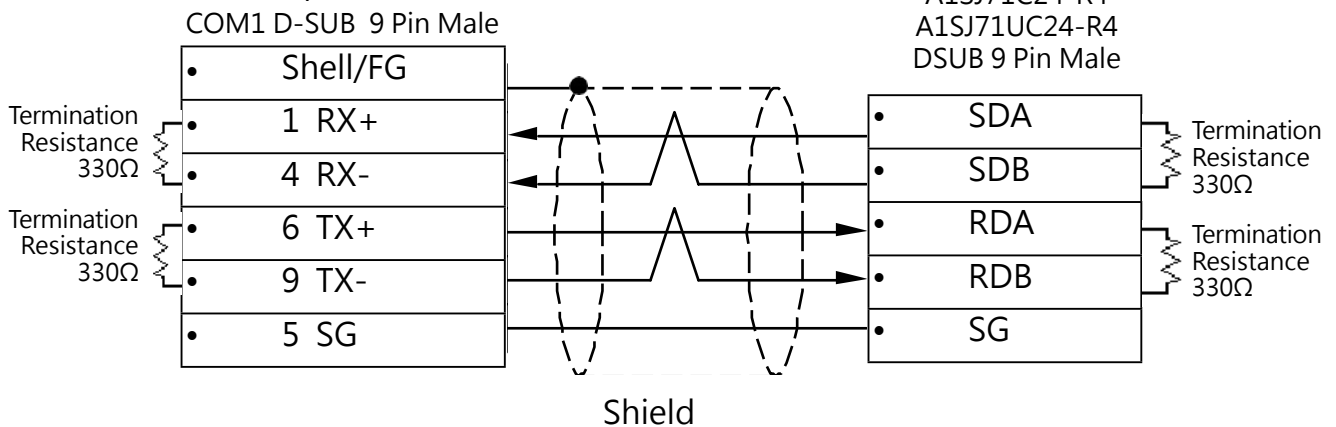 COM1 D-SUB 9 Pin Male
Shell/FG
1 RX+
4 RX-
6 TX+
9 TX-
5 SG
Termination
Resistance
330Ω
Termination
Resistance
330Ω
A1SJ71UC24-R4
DSUB 9 Pin Male
SDA
SDB
RDA
RDB
SG
Termination
Resistance
330Ω
Termination
Resistance
330Ω
Shield